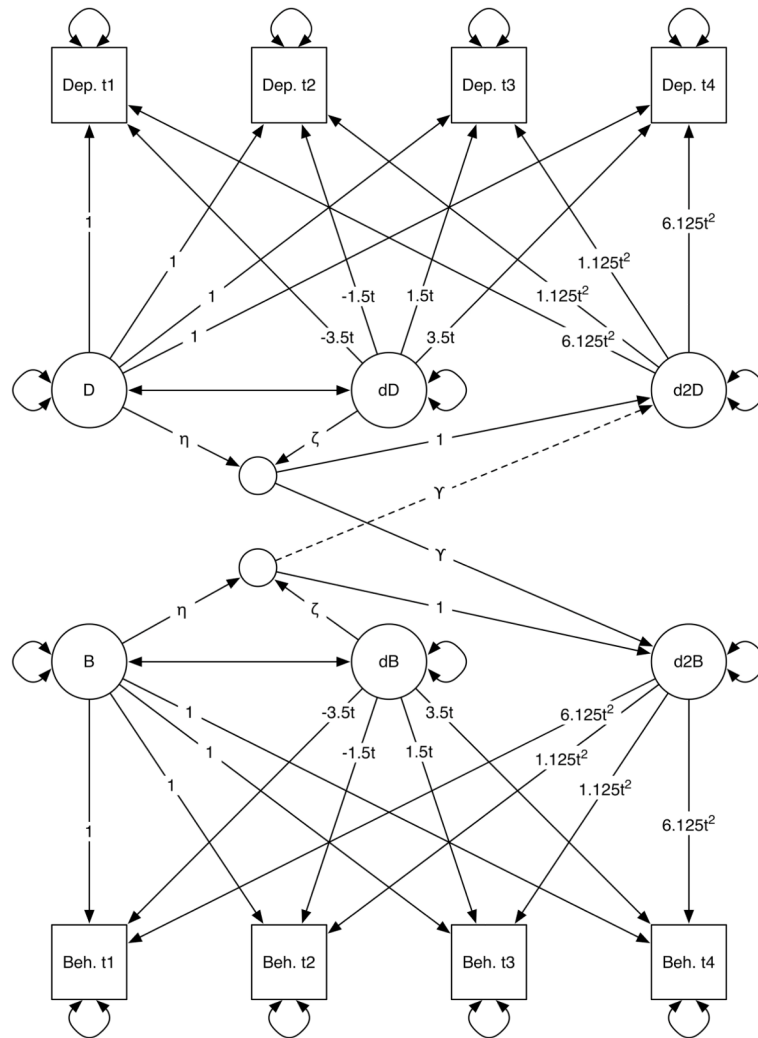 Dep. t1 Dep. t2 Dep. t3 Dep. t4
1
6.125t²
1
1
-1.5t
1.5t
1.125t²
1.125t²
1
-3.5t
3.5t
6.125t²
D dD d2D
η ζ 1
ϒ
ϒ
η ζ 1
B dB d2B
1
-3.5t
3.5t
6.125t²
1
-1.5t
1.5t
1.125t²
1
1.125t²
1
6.125t²
Beh. t1 Beh. t2 Beh. t3 Beh. t4